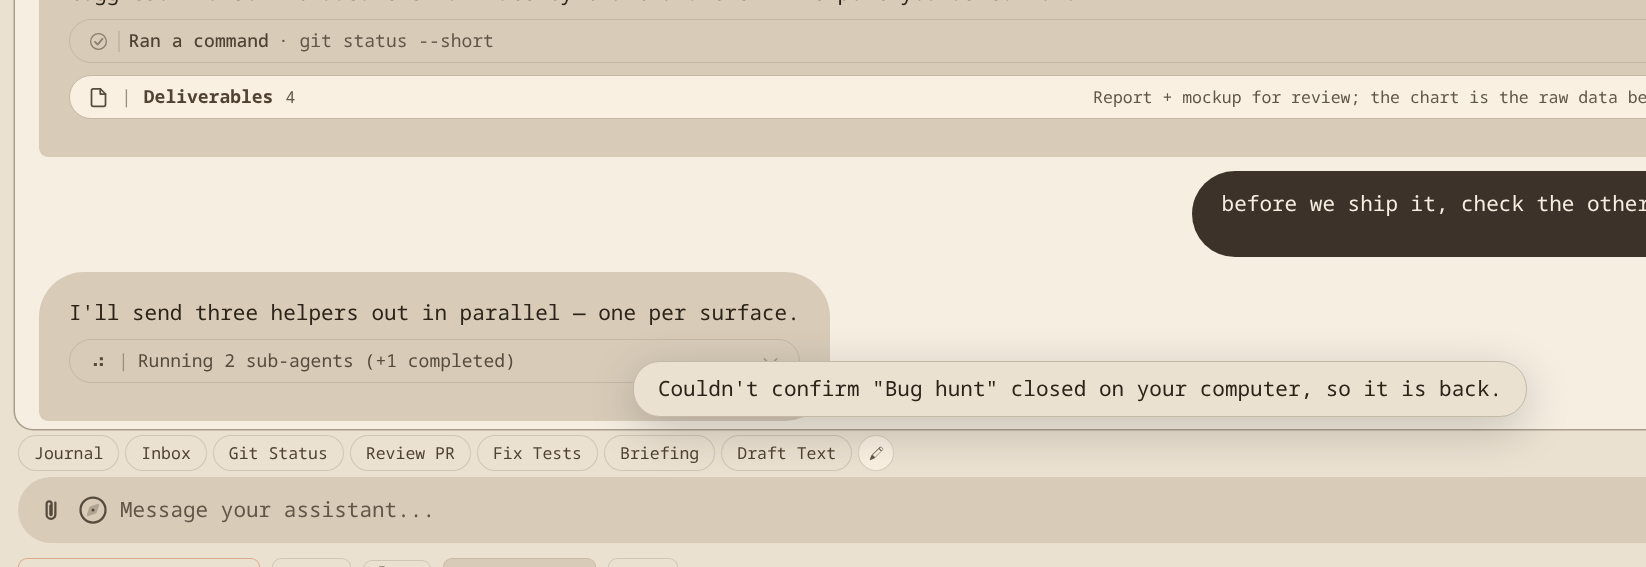 Ran a command · git status --short
| Deliverables 4
Report + mockup for review; the chart is the raw data be
before we ship it, check the other
I'll send three helpers out in parallel — one per surface.
| Running 2 sub-agents (+1 completed)
Couldn't confirm "Bug hunt" closed on your computer, so it is back.
Journal Inbox Git Status Review PR Fix Tests Briefing Draft Text
Message your assistant...